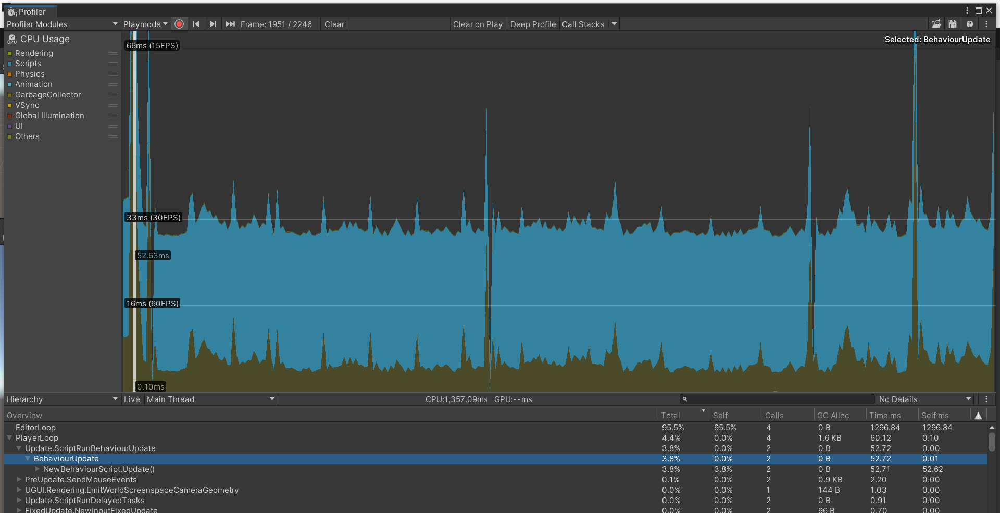 Profiler
Profiler Modules Playmode Frame: 1951 / 2246 Clear Clear on Play Deep Profile Call Stacks
CPU Usage
Selected: BehaviourUpdate
66ms (15FPS)
Rendering
Scripts
Physics
Animation
GarbageCollector
VSync
Global Illumination
UI
Others
33ms (30FPS)
52.63ms
16ms (60FPS)
0.10ms
Hierarchy Live Main Thread CPU:1,357.09ms GPU:--ms No Details
Overview Total Self Calls GC Alloc Time ms Self ms
EditorLoop 95.5% 95.5% 4 0 B 1296.84 1296.84
PlayerLoop 4.4% 0.0% 4 1.6 KB 60.12 0.10
Update.ScriptRunBehaviourUpdate 3.8% 0.0% 2 0 B 52.72 0.00
BehaviourUpdate 3.8% 0.0% 2 0 B 52.72 0.01
NewBehaviourScript.Update() 3.8% 3.8% 2 0 B 52.71 52.62
PreUpdate.SendMouseEvents 0.1% 0.0% 2 0.9 KB 2.20 0.00
UGUI.Rendering.EmitWorldScreenspaceCameraGeometry 0.0% 0.0% 1 144 B 1.03 0.00
Update.ScriptRunDelayedTasks 0.0% 0.0% 2 0 B 0.91 0.00
FixedUpdate.NewInputFixedUpdate 0.0% 0.0% 2 96 B 0.70 0.00